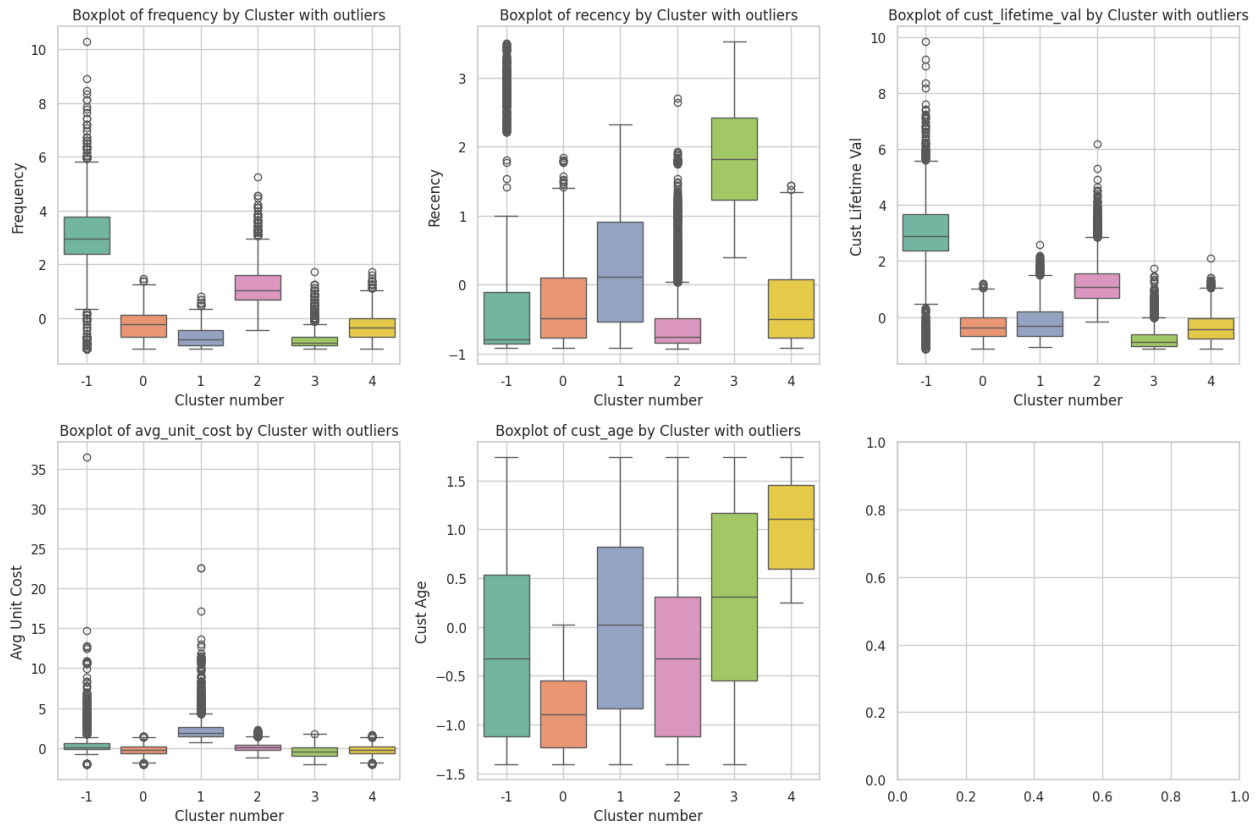 Boxplot of frequency by Cluster with outliers
Frequency
10
8
6
4
2
0
-1 0 1 2 3 4
Cluster number
Boxplot of recency by Cluster with outliers
Recency
3
2
1
0
−1
-1 0 1 2 3 4
Cluster number
Boxplot of cust_lifetime_val by Cluster with outliers
Cust Lifetime Val
10
8
6
4
2
0
-1 0 1 2 3 4
Cluster number
Boxplot of avg_unit_cost by Cluster with outliers
Avg Unit Cost
35
30
25
20
15
10
5
0
-1 0 1 2 3 4
Cluster number
Boxplot of cust_age by Cluster with outliers
Cust Age
1.5
1.0
0.5
0.0
−0.5
−1.0
−1.5
-1 0 1 2 3 4
Cluster number
1.0
0.8
0.6
0.4
0.2
0.0
0.0 0.2 0.4 0.6 0.8 1.0